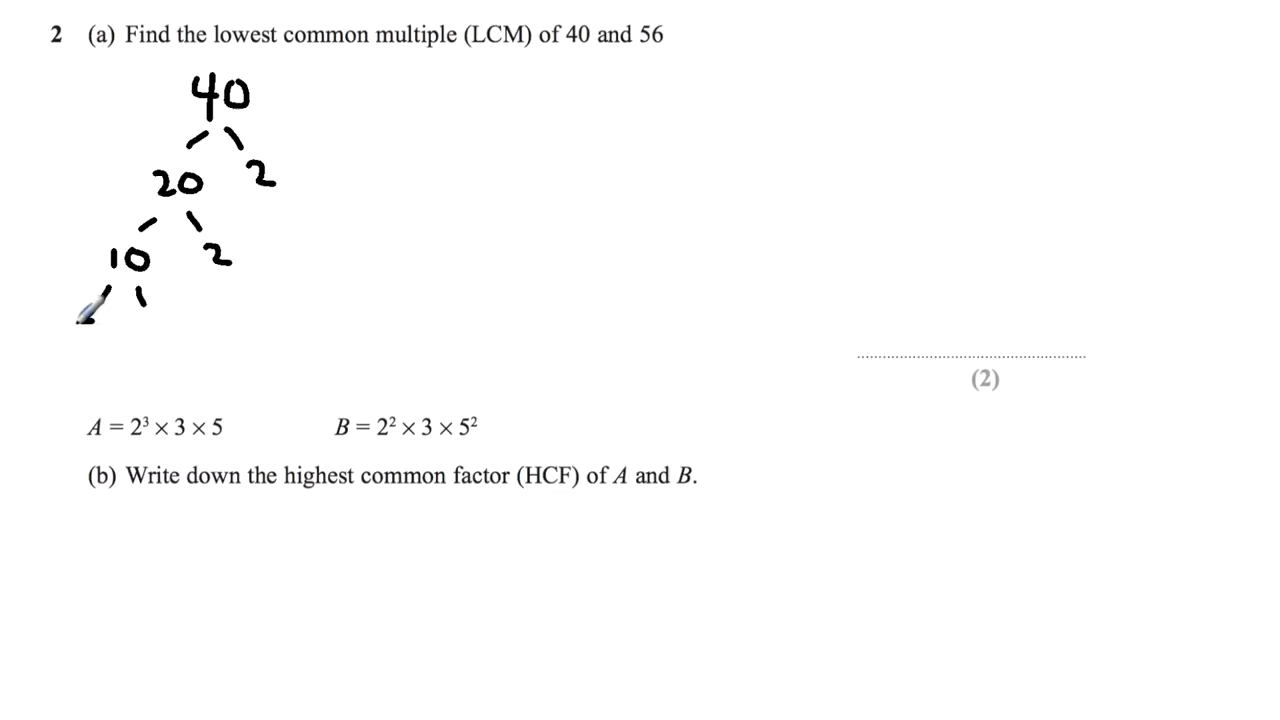 2 (a) Find the lowest common multiple (LCM) of 40 and 56
40
20 2
10 2
(2)
A = 2³ × 3 × 5 B = 2² × 3 × 5²
(b) Write down the highest common factor (HCF) of A and B.